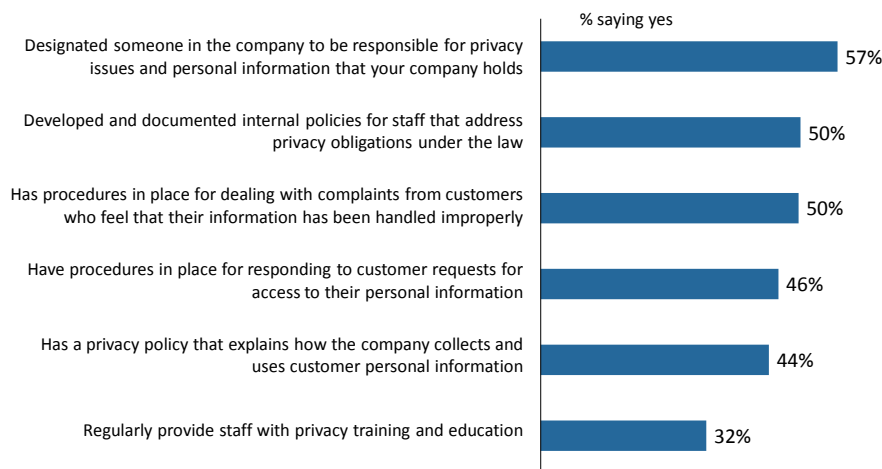 % saying yes
Designated someone in the company to be responsible for privacy
issues and personal information that your company holds
57%
Developed and documented internal policies for staff that address
privacy obligations under the law
50%
Has procedures in place for dealing with complaints from customers
who feel that their information has been handled improperly
50%
Have procedures in place for responding to customer requests for
access to their personal information
46%
Has a privacy policy that explains how the company collects and
uses customer personal information
44%
Regularly provide staff with privacy training and education
32%